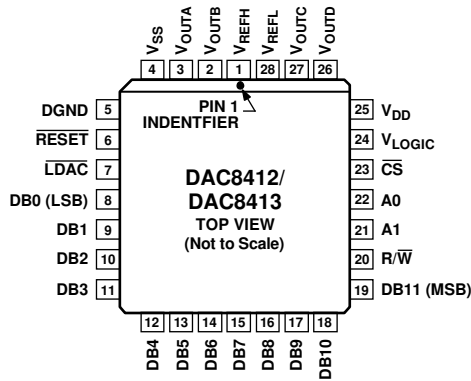 VSS VOUTA VOUTB VREFH VREFL VOUTC VOUTD
4 3 2 1 28 27 26
PIN 1
INDENTFIER
DGND 5
RESET 6
LDAC 7
DB0 (LSB) 8
DB1 9
DB2 10
DB3 11
DAC8412/
DAC8413
TOP VIEW
(Not to Scale)
25 VDD
24 VLOGIC
23 CS
22 A0
21 A1
20 R/W
19 DB11 (MSB)
12 13 14 15 16 17 18
DB4 DB5 DB6 DB7 DB8 DB9 DB10